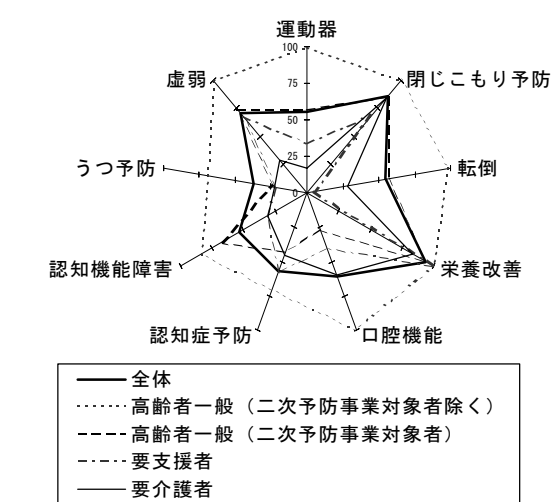 運動器
100
虚弱
閉じこもり予防
75
50
25
うつ予防
転倒
0
認知機能障害
栄養改善
認知症予防
口腔機能
全体
高齢者一般（二次予防事業対象者除く）
高齢者一般（二次予防事業対象者）
要支援者
要介護者